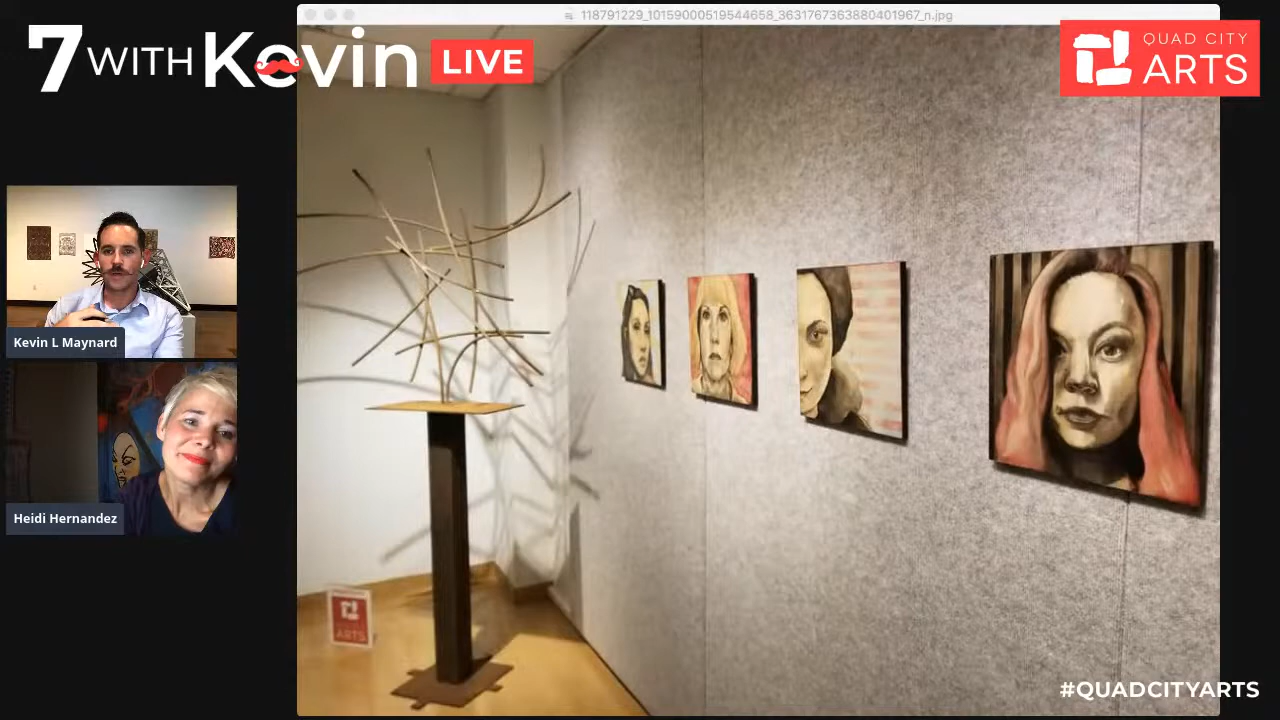 118791229_10159000519544658_3631767363880401967_n.jpg
7 WITH Kevin LIVE
QUAD CITY
ARTS
Kevin L Maynard
Heidi Hernandez
ARTS
#QUADCITYARTS